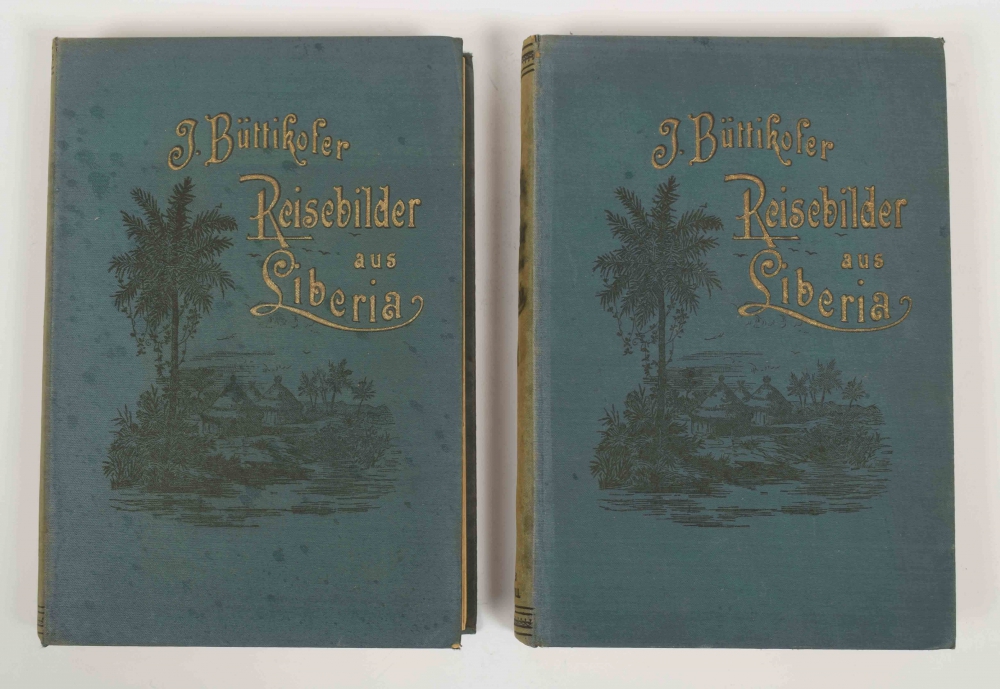 J. Büttikofer
Reisebilder
aus
Liberia
J. Büttikofer
Reisebilder
aus
Liberia